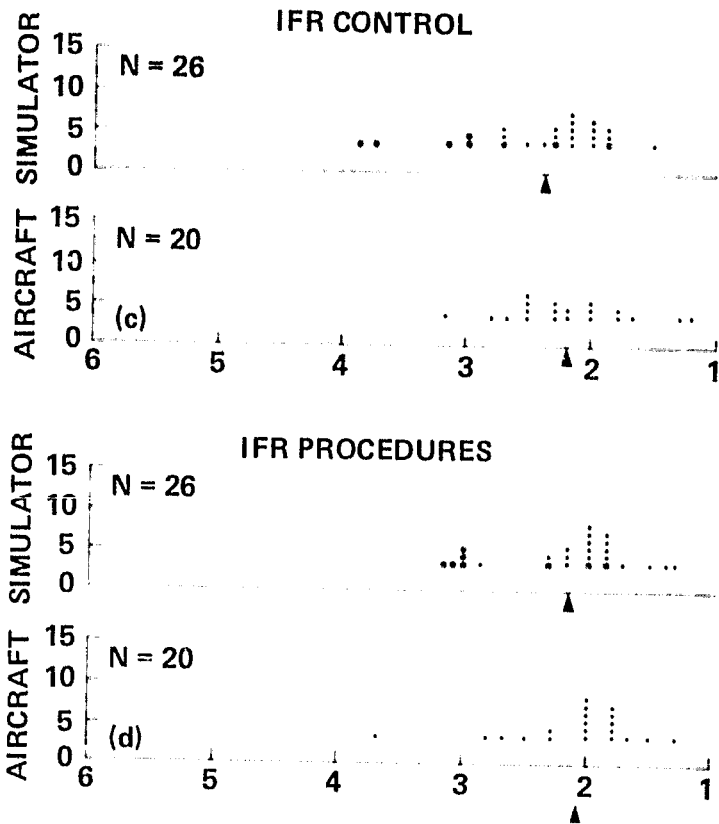 IFR CONTROL
SIMULATOR
15
10
5
0
N = 26
AIRCRAFT
15
10
5
0
N = 20
(c)
6 5 4 3 2 1
IFR PROCEDURES
SIMULATOR
15
10
5
0
N = 26
AIRCRAFT
15
10
5
0
N = 20
(d)
6 5 4 3 2 1